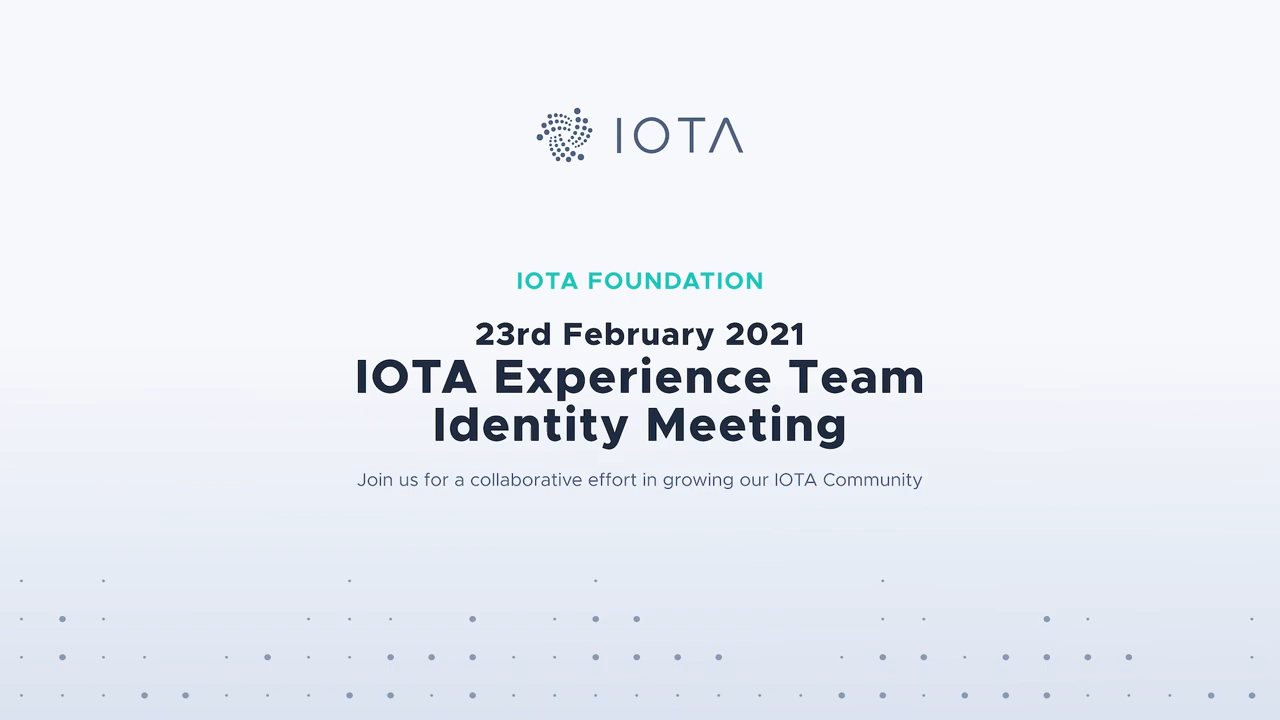 IOTA
IOTA FOUNDATION
23rd February 2021
IOTA Experience Team
Identity Meeting
Join us for a collaborative effort in growing our IOTA Community